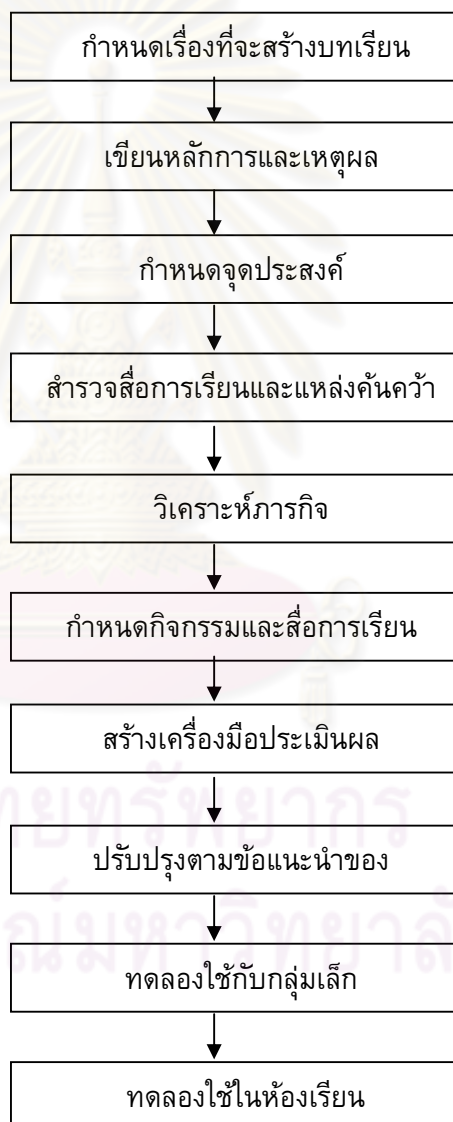 กำหนดเรื่องที่จะสร้างบทเรียน
เขียนหลักการและเหตุผล
กำหนดจุดประสงค์
สำรวจสื่อการเรียนและแหล่งค้นคว้า
วิเคราะห์ภารกิจ
กำหนดกิจกรรมและสื่อการเรียน
สร้างเครื่องมือประเมินผล
ปรับปรุงตามข้อแนะนำของ
ทดลองใช้กับกลุ่มเล็ก
ทดลองใช้ในห้องเรียน